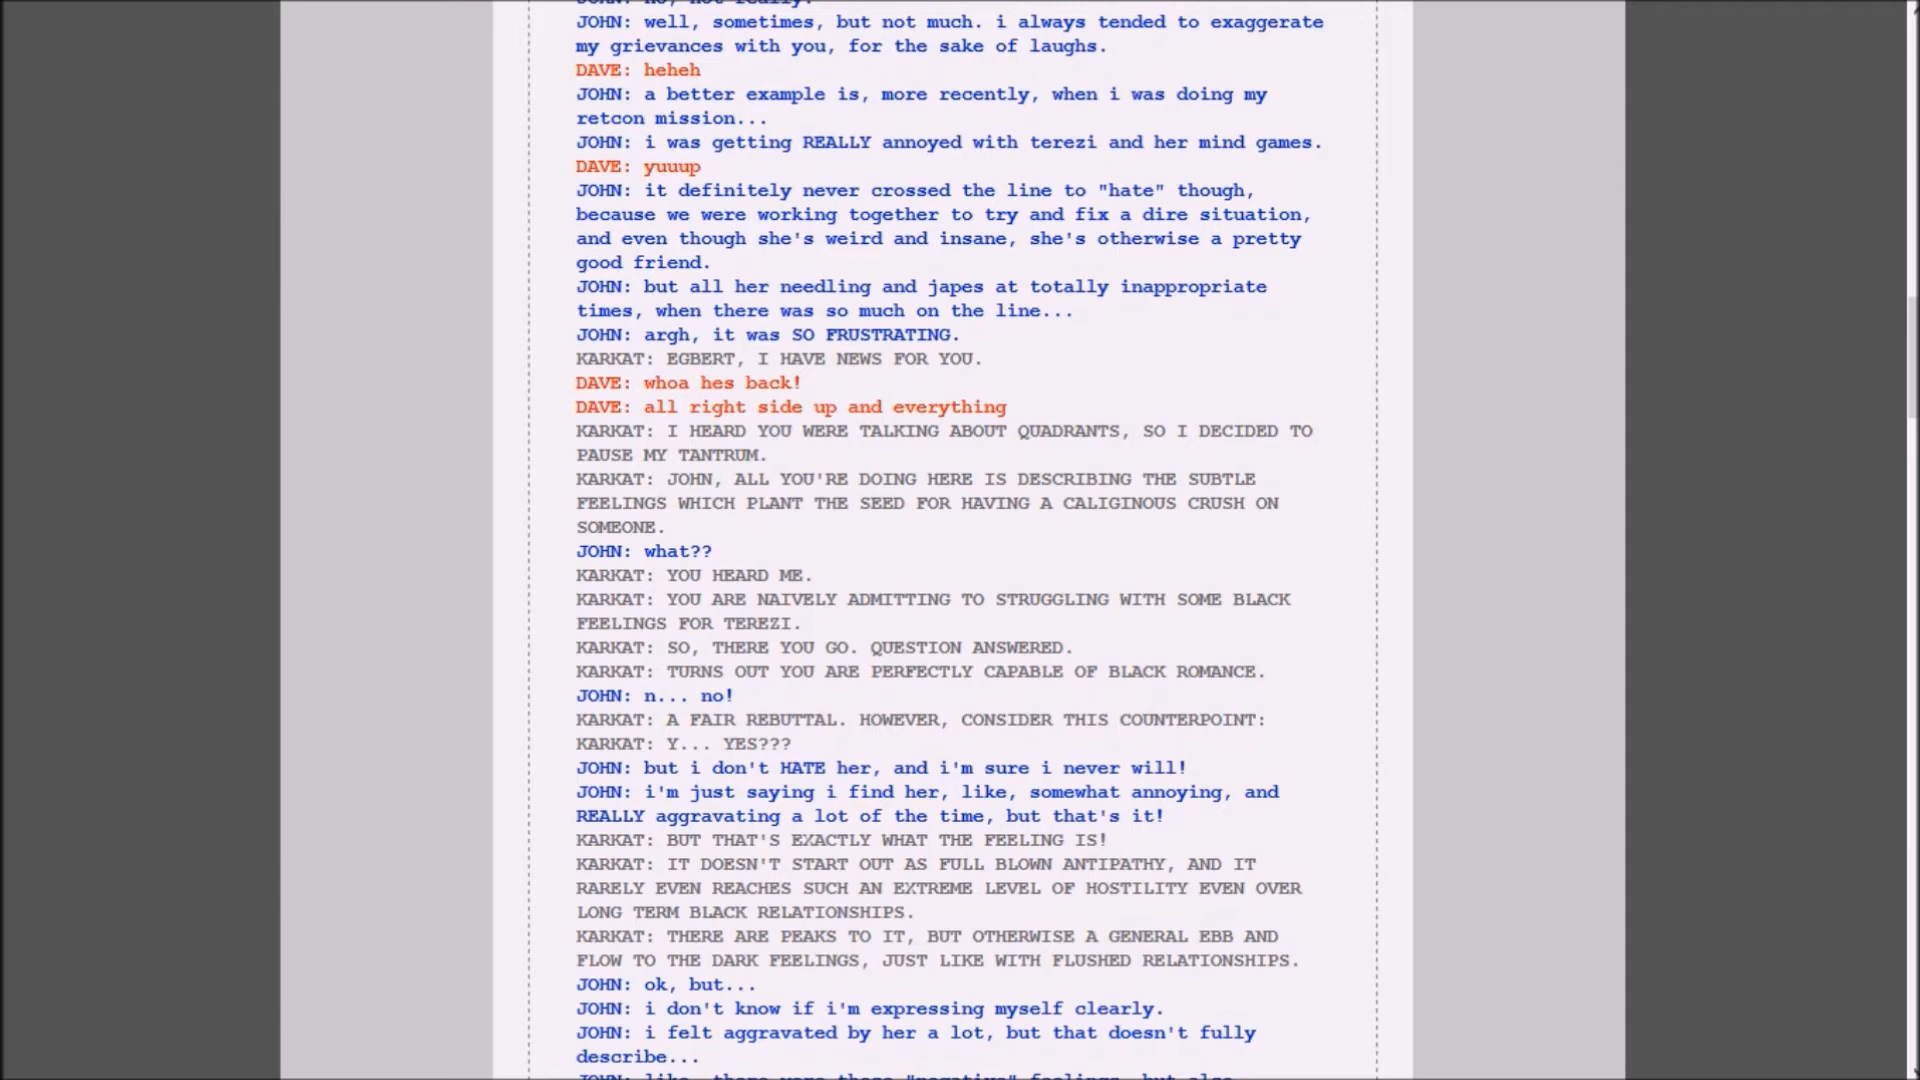 JOHN: no, not really.
JOHN: well, sometimes, but not much. i always tended to exaggerate
my grievances with you, for the sake of laughs.
DAVE: heheh
JOHN: a better example is, more recently, when i was doing my
retcon mission...
JOHN: i was getting REALLY annoyed with terezi and her mind games.
DAVE: yuuup
JOHN: it definitely never crossed the line to "hate" though,
because we were working together to try and fix a dire situation,
and even though she's weird and insane, she's otherwise a pretty
good friend.
JOHN: but all her needling and japes at totally inappropriate
times, when there was so much on the line...
JOHN: argh, it was SO FRUSTRATING.
KARKAT: EGBERT, I HAVE NEWS FOR YOU.
DAVE: whoa hes back!
DAVE: all right side up and everything
KARKAT: I HEARD YOU WERE TALKING ABOUT QUADRANTS, SO I DECIDED TO
PAUSE MY TANTRUM.
KARKAT: JOHN, ALL YOU'RE DOING HERE IS DESCRIBING THE SUBTLE
FEELINGS WHICH PLANT THE SEED FOR HAVING A CALIGINOUS CRUSH ON
SOMEONE.
JOHN: what??
KARKAT: YOU HEARD ME.
KARKAT: YOU ARE NAIVELY ADMITTING TO STRUGGLING WITH SOME BLACK
FEELINGS FOR TEREZI.
KARKAT: SO, THERE YOU GO. QUESTION ANSWERED.
KARKAT: TURNS OUT YOU ARE PERFECTLY CAPABLE OF BLACK ROMANCE.
JOHN: n... no!
KARKAT: A FAIR REBUTTAL. HOWEVER, CONSIDER THIS COUNTERPOINT:
KARKAT: Y... YES???
JOHN: but i don't HATE her, and i'm sure i never will!
JOHN: i'm just saying i find her, like, somewhat annoying, and
REALLY aggravating a lot of the time, but that's it!
KARKAT: BUT THAT'S EXACTLY WHAT THE FEELING IS!
KARKAT: IT DOESN'T START OUT AS FULL BLOWN ANTIPATHY, AND IT
RARELY EVEN REACHES SUCH AN EXTREME LEVEL OF HOSTILITY EVEN OVER
LONG TERM BLACK RELATIONSHIPS.
KARKAT: THERE ARE PEAKS TO IT, BUT OTHERWISE A GENERAL EBB AND
FLOW TO THE DARK FEELINGS, JUST LIKE WITH FLUSHED RELATIONSHIPS.
JOHN: ok, but...
JOHN: i don't know if i'm expressing myself clearly.
JOHN: i felt aggravated by her a lot, but that doesn't fully
describe...
JOHN: like, there were these "negative" feelings, but also